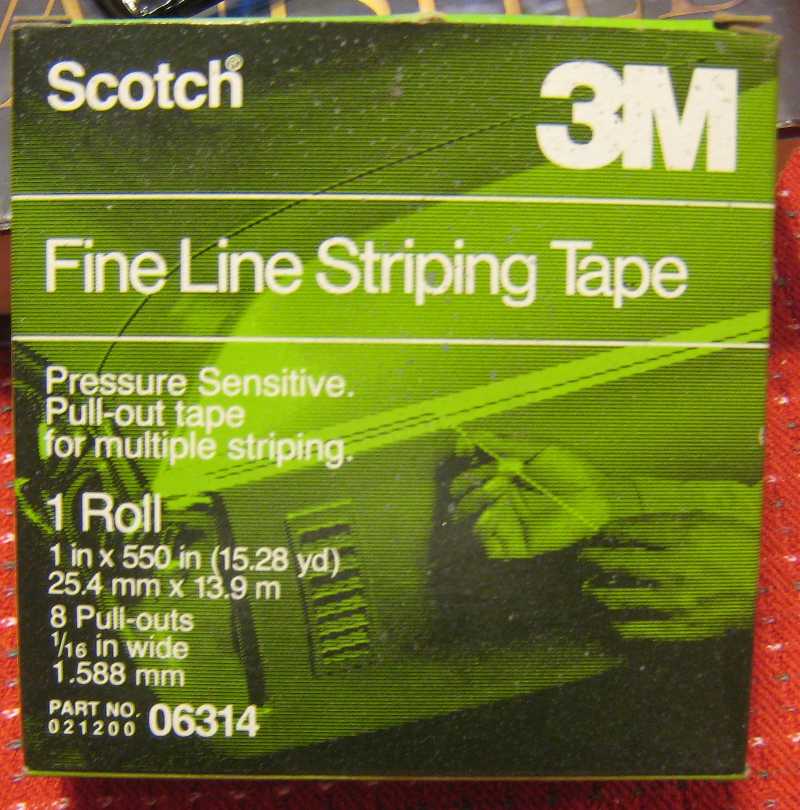 Scotch®
3M
Fine Line Striping Tape
Pressure Sensitive.
Pull-out tape
for multiple striping.
1 Roll
1 in x 550 in (15.28 yd)
25.4 mm x 13.9 m
8 Pull-outs
1/16 in wide
1.588 mm
PART NO.
021200 06314